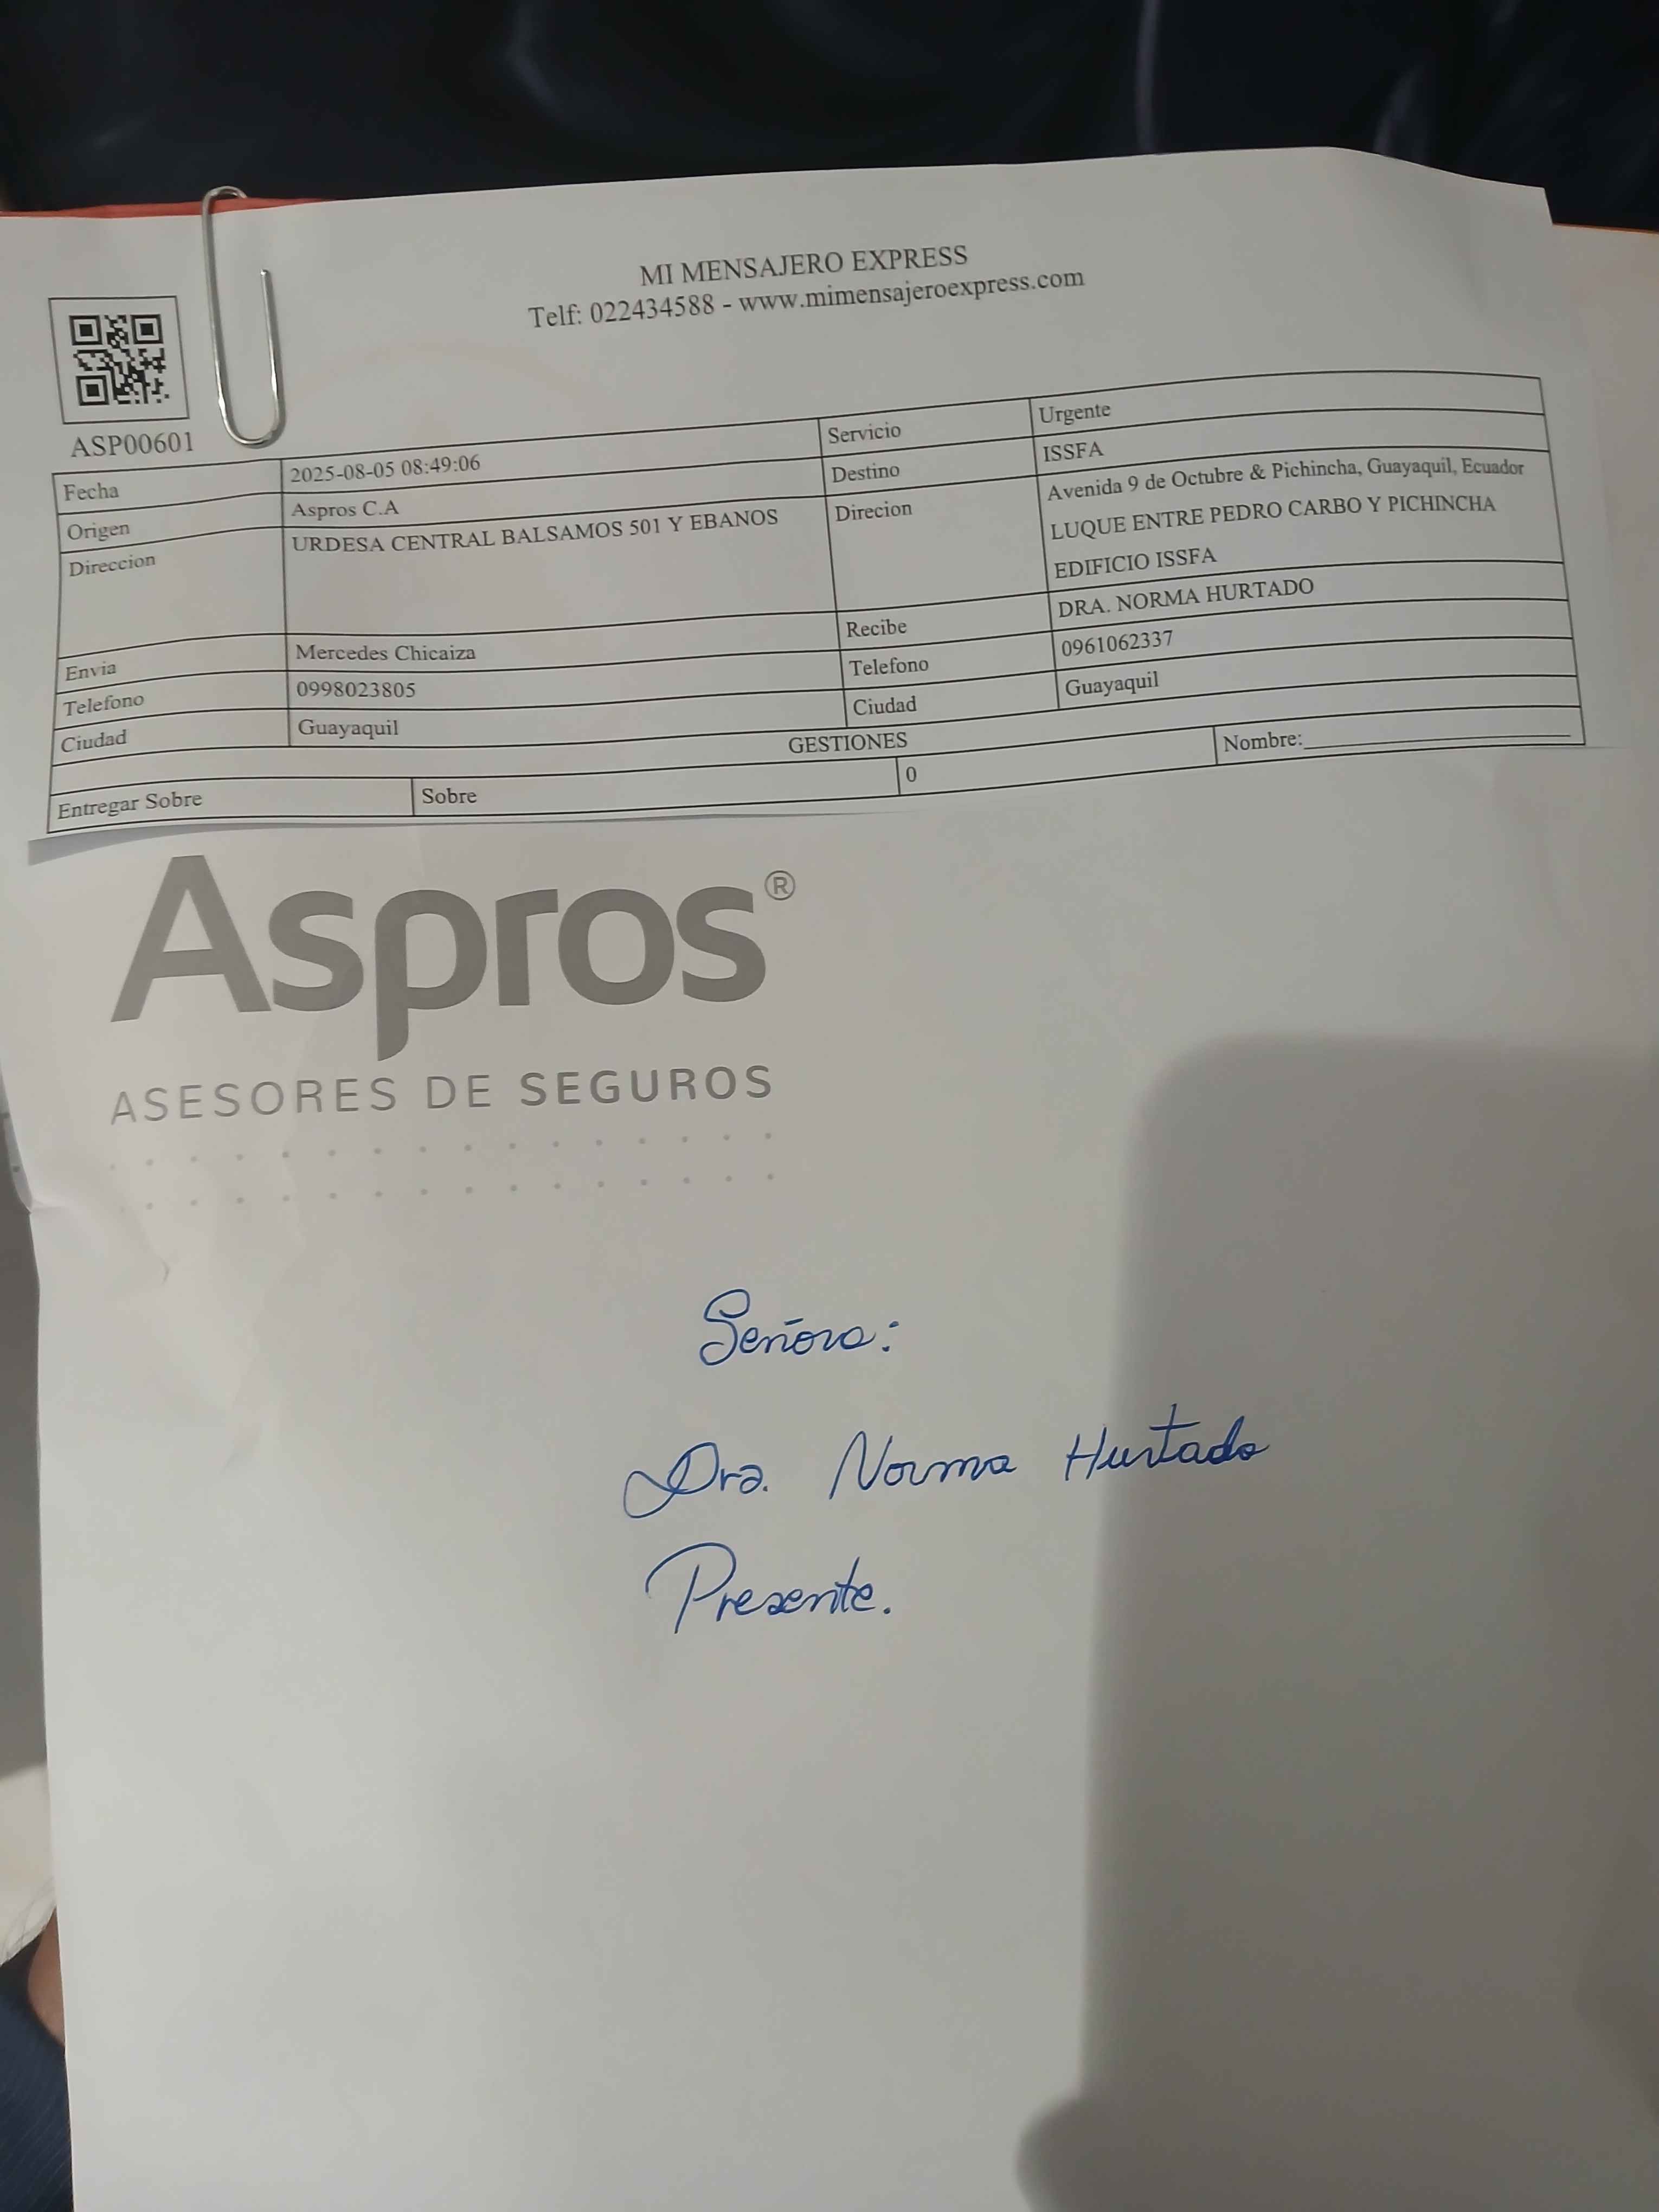 MI MENSAJERO EXPRESS
Telf: 022434588 - www.mimensajeroexpress.com
ASP00601
Fecha 2025-08-05 08:49:06 Servicio Urgente
Origen Aspros C.A Destino ISSFA
Direccion URDESA CENTRAL BALSAMOS 501 Y EBANOS Direcion Avenida 9 de Octubre & Pichincha, Guayaquil, Ecuador
LUQUE ENTRE PEDRO CARBO Y PICHINCHA
EDIFICIO ISSFA
Envia Mercedes Chicaiza Recibe DRA. NORMA HURTADO
Telefono 0998023805 Telefono 0961062337
Ciudad Guayaquil Ciudad Guayaquil
GESTIONES
Entregar Sobre Sobre 0 Nombre:
Aspros®
ASESORES DE SEGUROS
Señora:
Dra. Norma Hurtado
Presente.